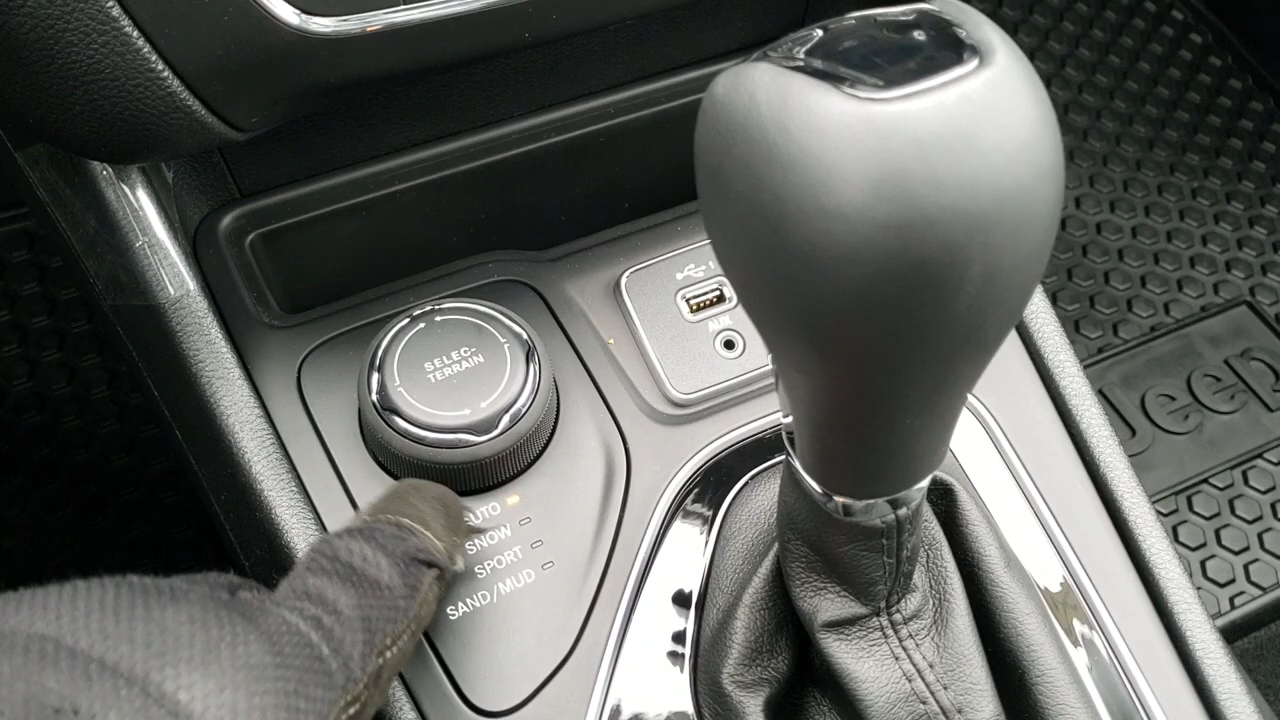 SELEC-
TERRAIN
AUX
UTO
SNOW
SPORT
SAND/MUD
Jeep